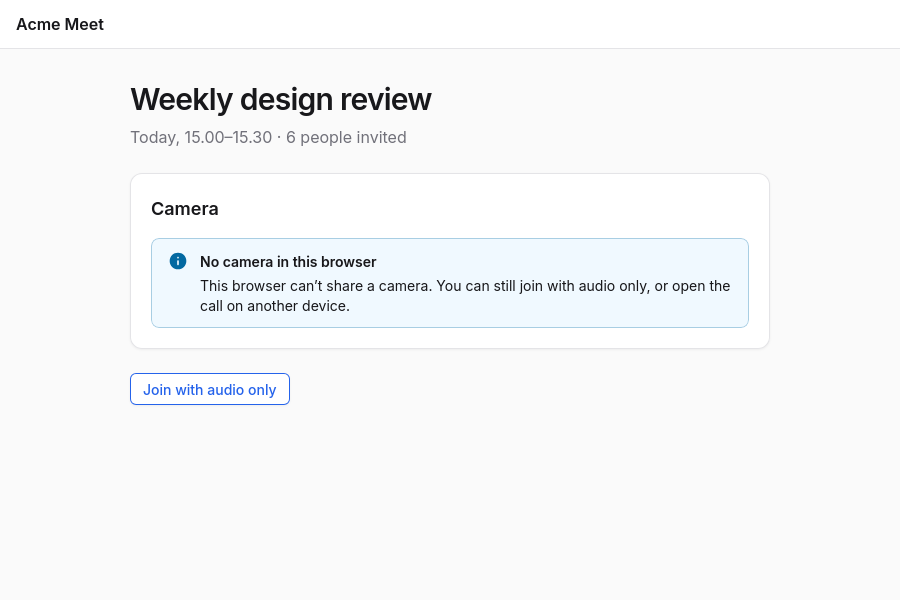 Acme Meet
Weekly design review
Today, 15.00–15.30 · 6 people invited
Camera
No camera in this browser
This browser can’t share a camera. You can still join with audio only, or open the
call on another device.
Join with audio only